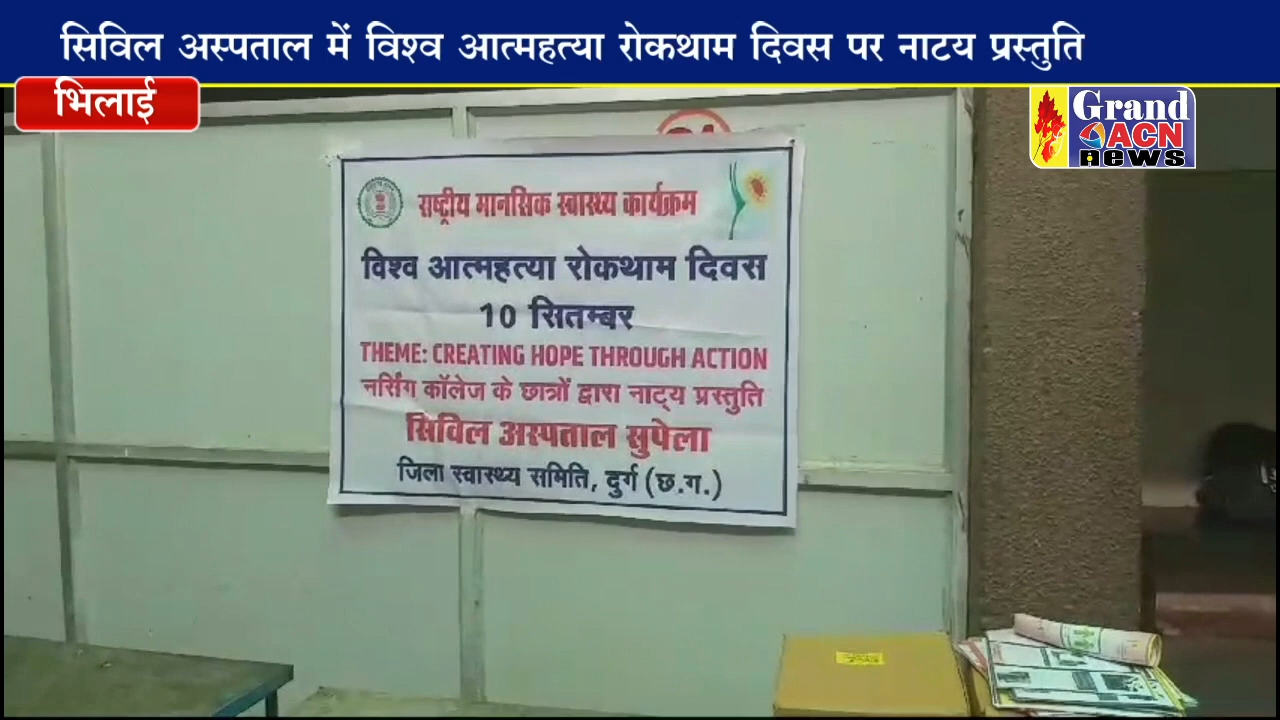 सिविल अस्पताल में विश्व आत्महत्या रोकथाम दिवस पर नाटय प्रस्तुति
भिलाई
Grand
ACN
news
राष्ट्रीय मानसिक स्वास्थ्य कार्यक्रम
विश्व आत्महत्या रोकथाम दिवस
10 सितम्बर
THEME: CREATING HOPE THROUGH ACTION
नर्सिंग कॉलेज के छात्रों द्वारा नाट्य प्रस्तुति
सिविल अस्पताल सुपेला
जिला स्वास्थ्य समिति, दुर्ग (छ.ग.)